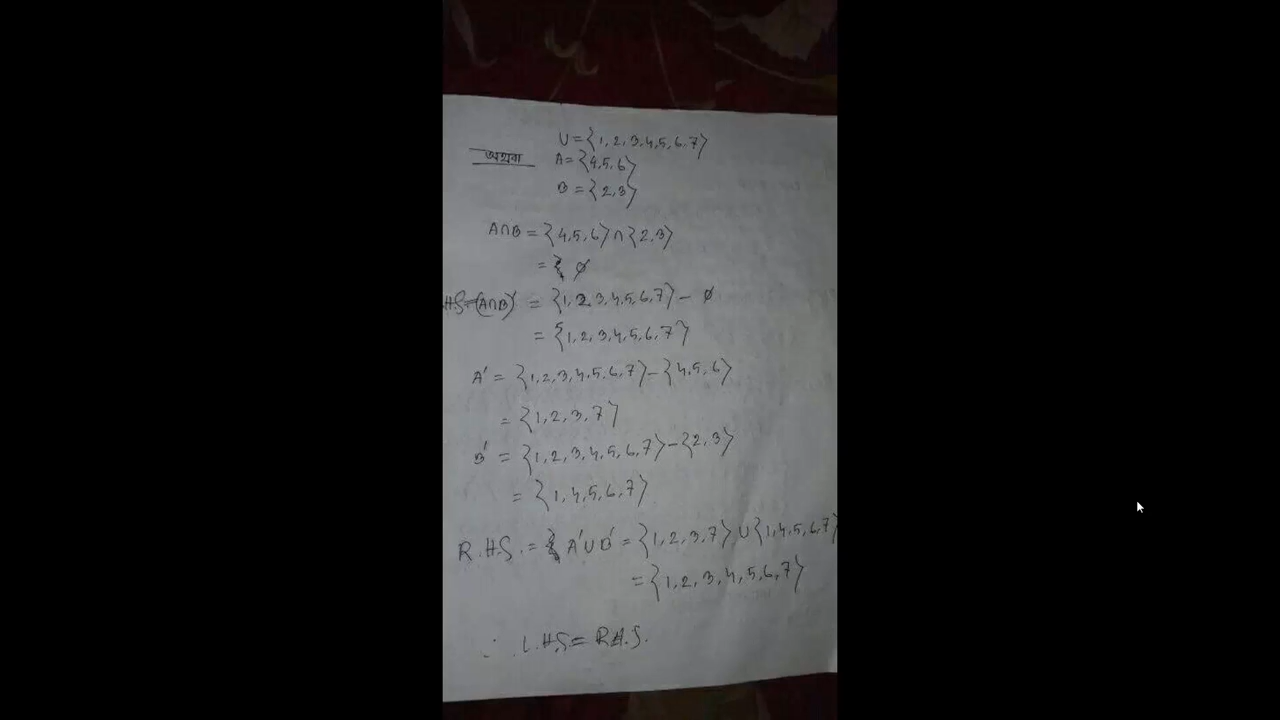 U = {1, 2, 3, 4, 5, 6, 7}
অথবা A = {4, 5, 6}
B = {2, 3}
A∩B = {4, 5, 6} ∩ {2, 3}
= ∅
H.S = (A∩B)' = {1, 2, 3, 4, 5, 6, 7} - ∅
= {1, 2, 3, 4, 5, 6, 7}
A' = {1, 2, 3, 4, 5, 6, 7} - {4, 5, 6}
= {1, 2, 3, 7}
B' = {1, 2, 3, 4, 5, 6, 7} - {2, 3}
= {1, 4, 5, 6, 7}
R.H.S. = A'∪B' = {1, 2, 3, 7} ∪ {1, 4, 5, 6, 7}
= {1, 2, 3, 4, 5, 6, 7}
∴ L.H.S = R.H.S.